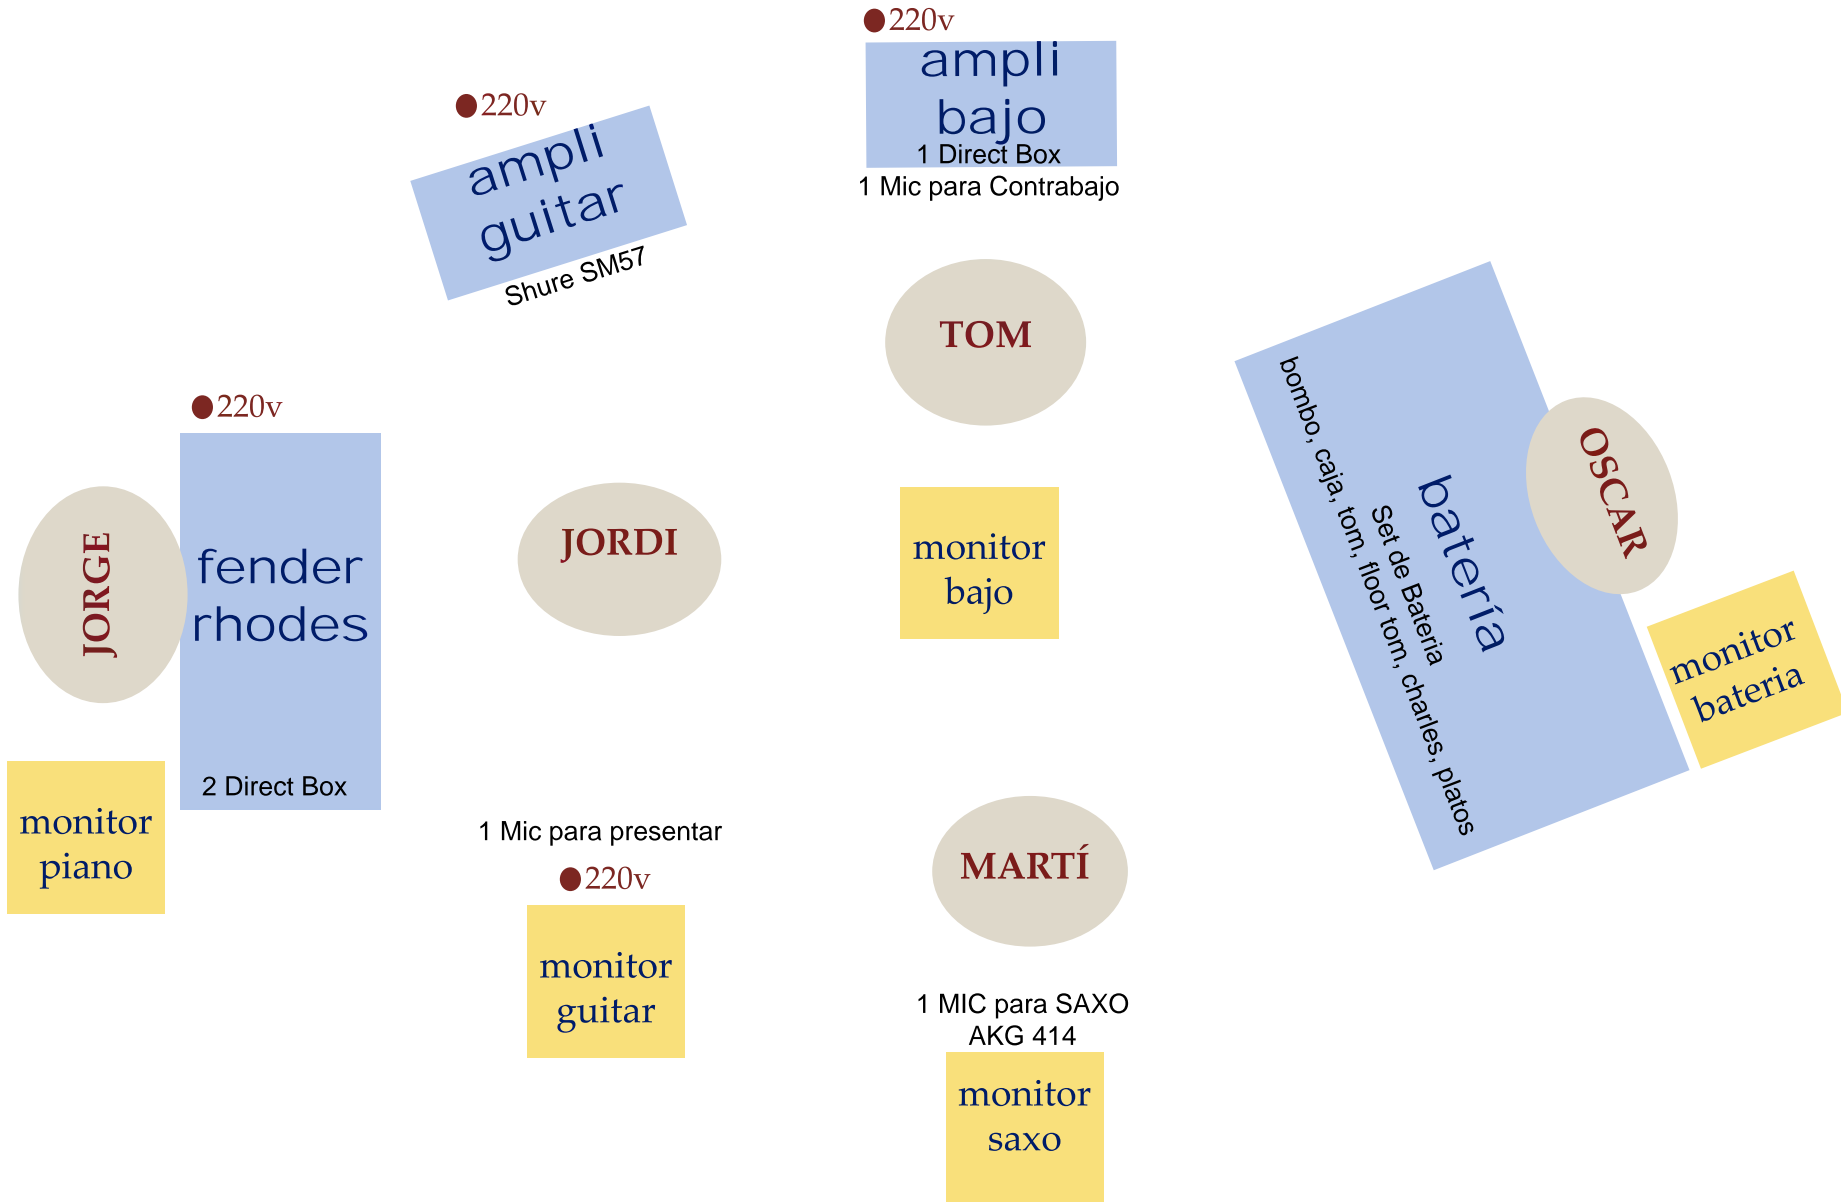 220v
ampli
bajo
1 Direct Box
1 Mic para Contrabajo
220v
ampli
guitar
Shure SM57
TOM
220v
JORGE
fender
rhodes
2 Direct Box
JORDI
monitor
bajo
OSCAR
batería
Set de Bateria
bombo, caja, tom, floor tom, charles, platos
monitor
bateria
monitor
piano
1 Mic para presentar
220v
monitor
guitar
MARTÍ
1 MIC para SAXO
AKG 414
monitor
saxo